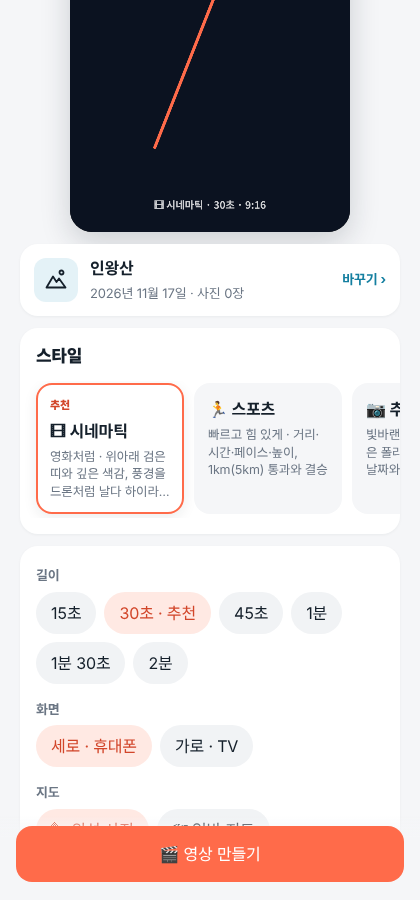 🎞 시네마틱 · 30초 · 9:16
인왕산
2026년 11월 17일 · 사진 0장
바꾸기 ›
스타일
추천
🎞 시네마틱
영화처럼 · 위아래 검은
띠와 깊은 색감, 풍경을
드론처럼 날다 하이라...
🏃 스포츠
빠르고 힘 있게 · 거리·
시간·페이스·높이,
1km(5km) 통과와 결승
📷
빛바랜
은 폴라
날짜와
길이
15초
30초 · 추천
45초
1분
1분 30초
2분
화면
세로 · 휴대폰
가로 · TV
지도
🎬 영상 만들기